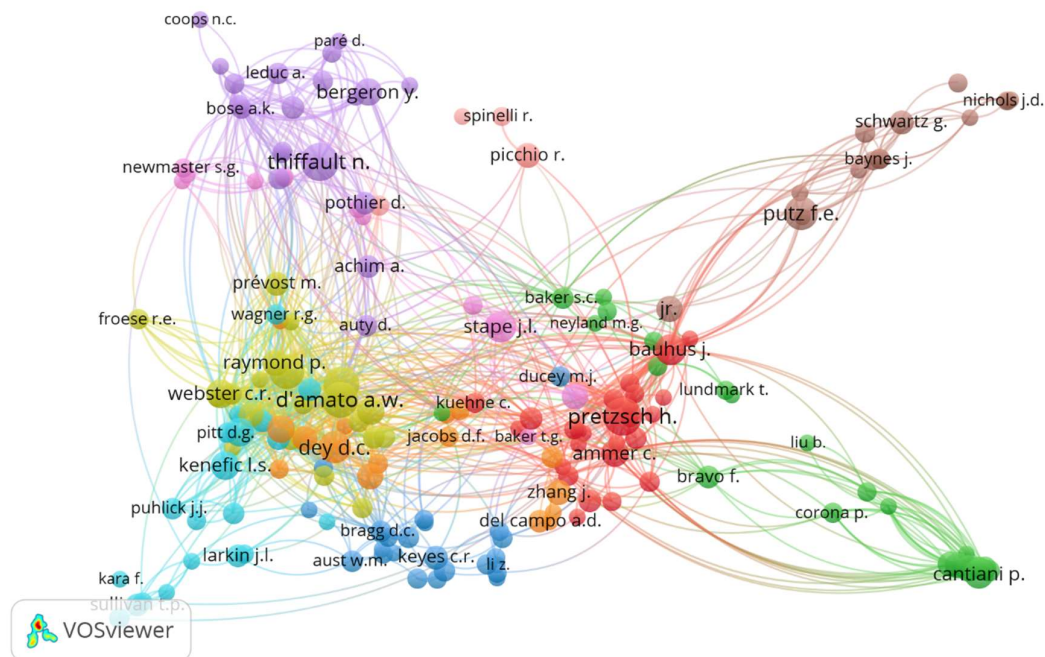 coops n.c.
paré d.
leduc a.
bergeron y.
bose a.k.
nichols j.d.
spinelli r.
schwartz g.
thiffault n.
picchio r.
baynes j.
newmaster s.g.
pothier d.
putz f.e.
achim a.
prévost m.
baker s.c.
wagner r.g.
jr.
froese r.e.
auty d.
stape j.l.
neyland m.g.
bauhus j.
raymond p.
ducey m.j.
webster c.r.
d'amato a.w.
kuehne c.
lundmark t.
pretzsch h.
pitt d.g.
jacobs d.f.
baker t.g.
dey d.c.
liu b.
ammer c.
kenefic l.s.
bravo f.
zhang j.
puhlick j.j.
corona p.
bragg d.c.
del campo a.d.
larkin j.l.
aust w.m.
keyes c.r.
li z.
cantiani p.
kara f.
sullivan t.p.
VOSviewer